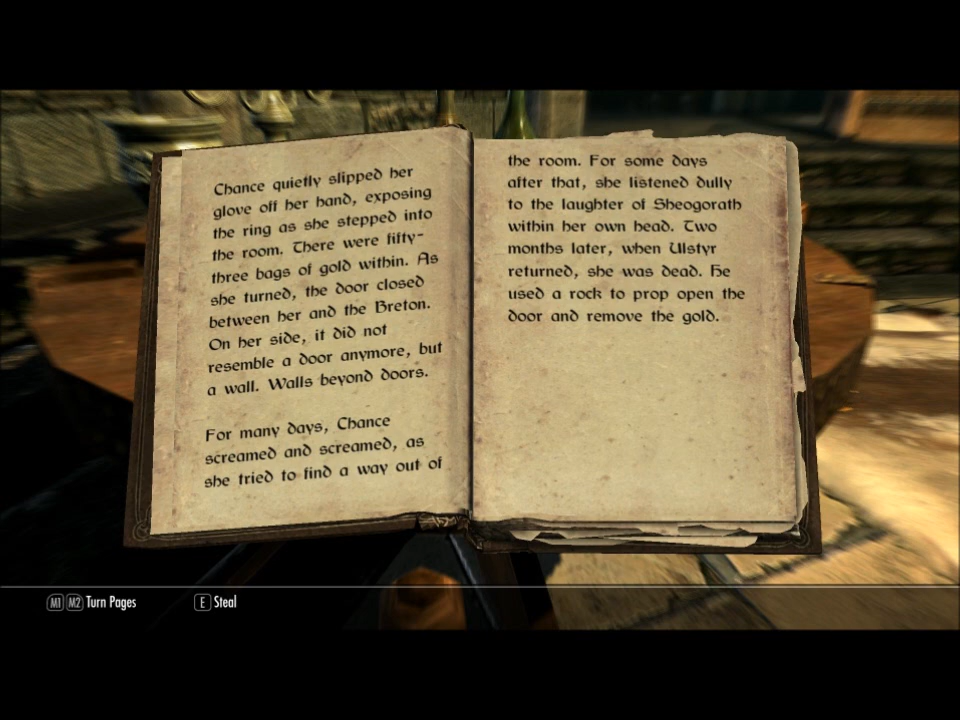 Chance quietly slipped her
glove off her hand, exposing
the ring as she stepped into
the room. There were fifty-
three bags of gold within. As
she turned, the door closed
between her and the Breton.
On her side, it did not
resemble a door anymore, but
a wall. Walls beyond doors.
For many days, Chance
screamed and screamed, as
she tried to find a way out of
the room. For some days
after that, she listened dully
to the laughter of Sheogorath
within her own head. Two
months later, when Ulstyr
returned, she was dead. He
used a rock to prop open the
door and remove the gold.
M1 M2 Turn Pages
E Steal